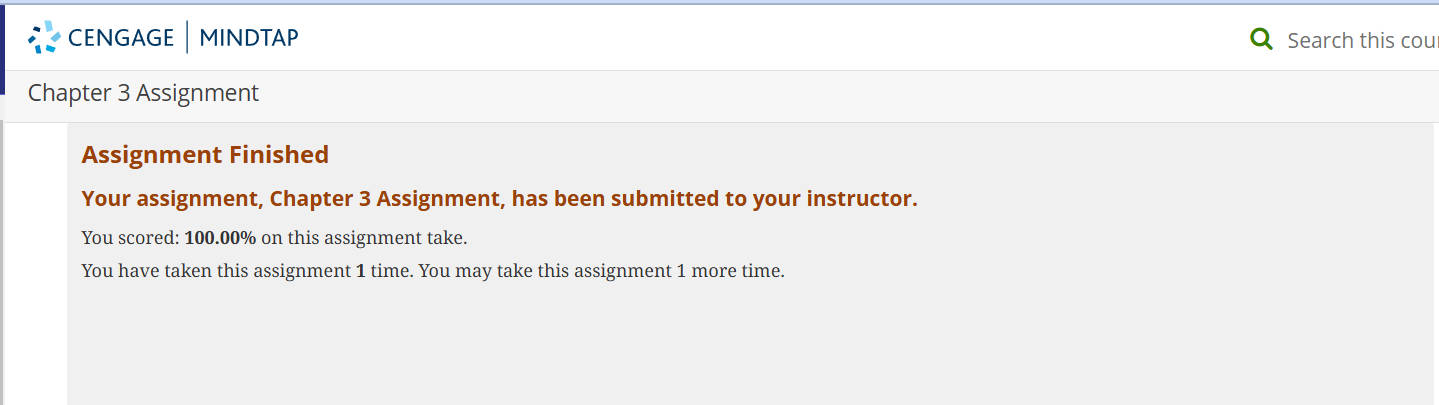 CENGAGE | MINDTAP
Search this cour
Chapter 3 Assignment
Assignment Finished
Your assignment, Chapter 3 Assignment, has been submitted to your instructor.
You scored: 100.00% on this assignment take.
You have taken this assignment 1 time. You may take this assignment 1 more time.